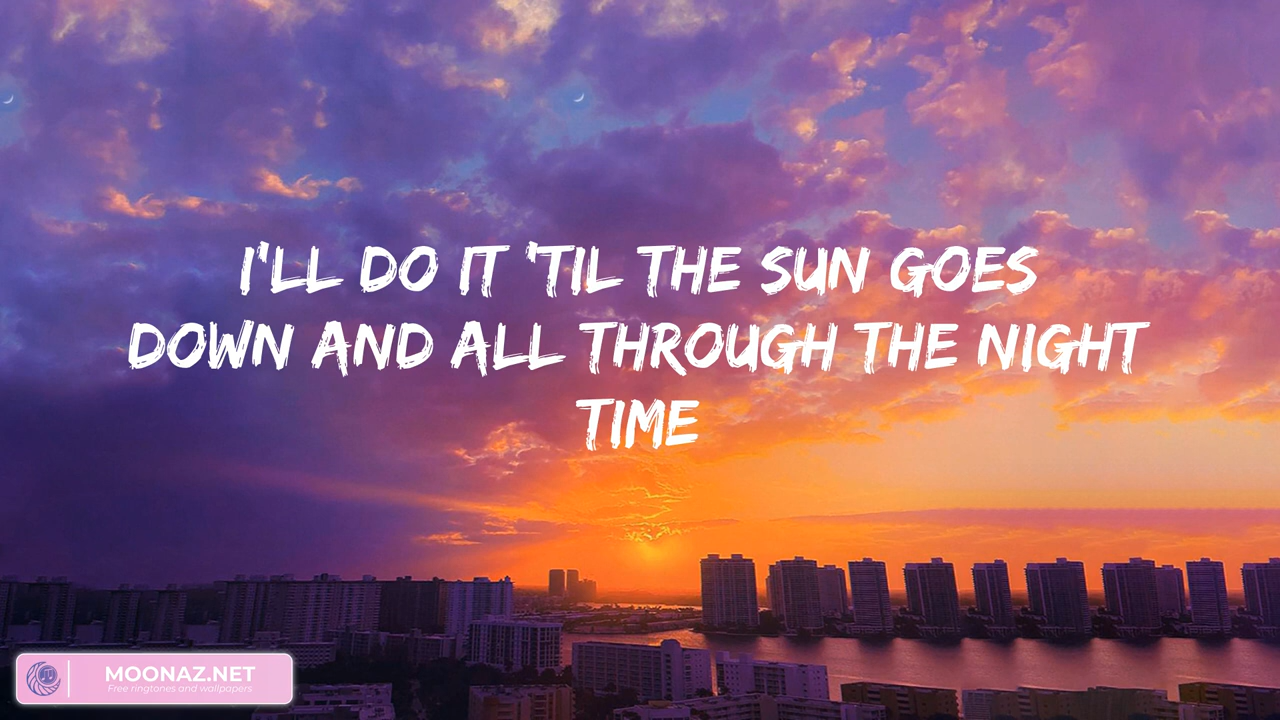 I'LL DO IT 'TIL THE SUN GOES
DOWN AND ALL THROUGH THE NIGHT
TIME
MOONAZ.NET
Free ringtones and wallpapers